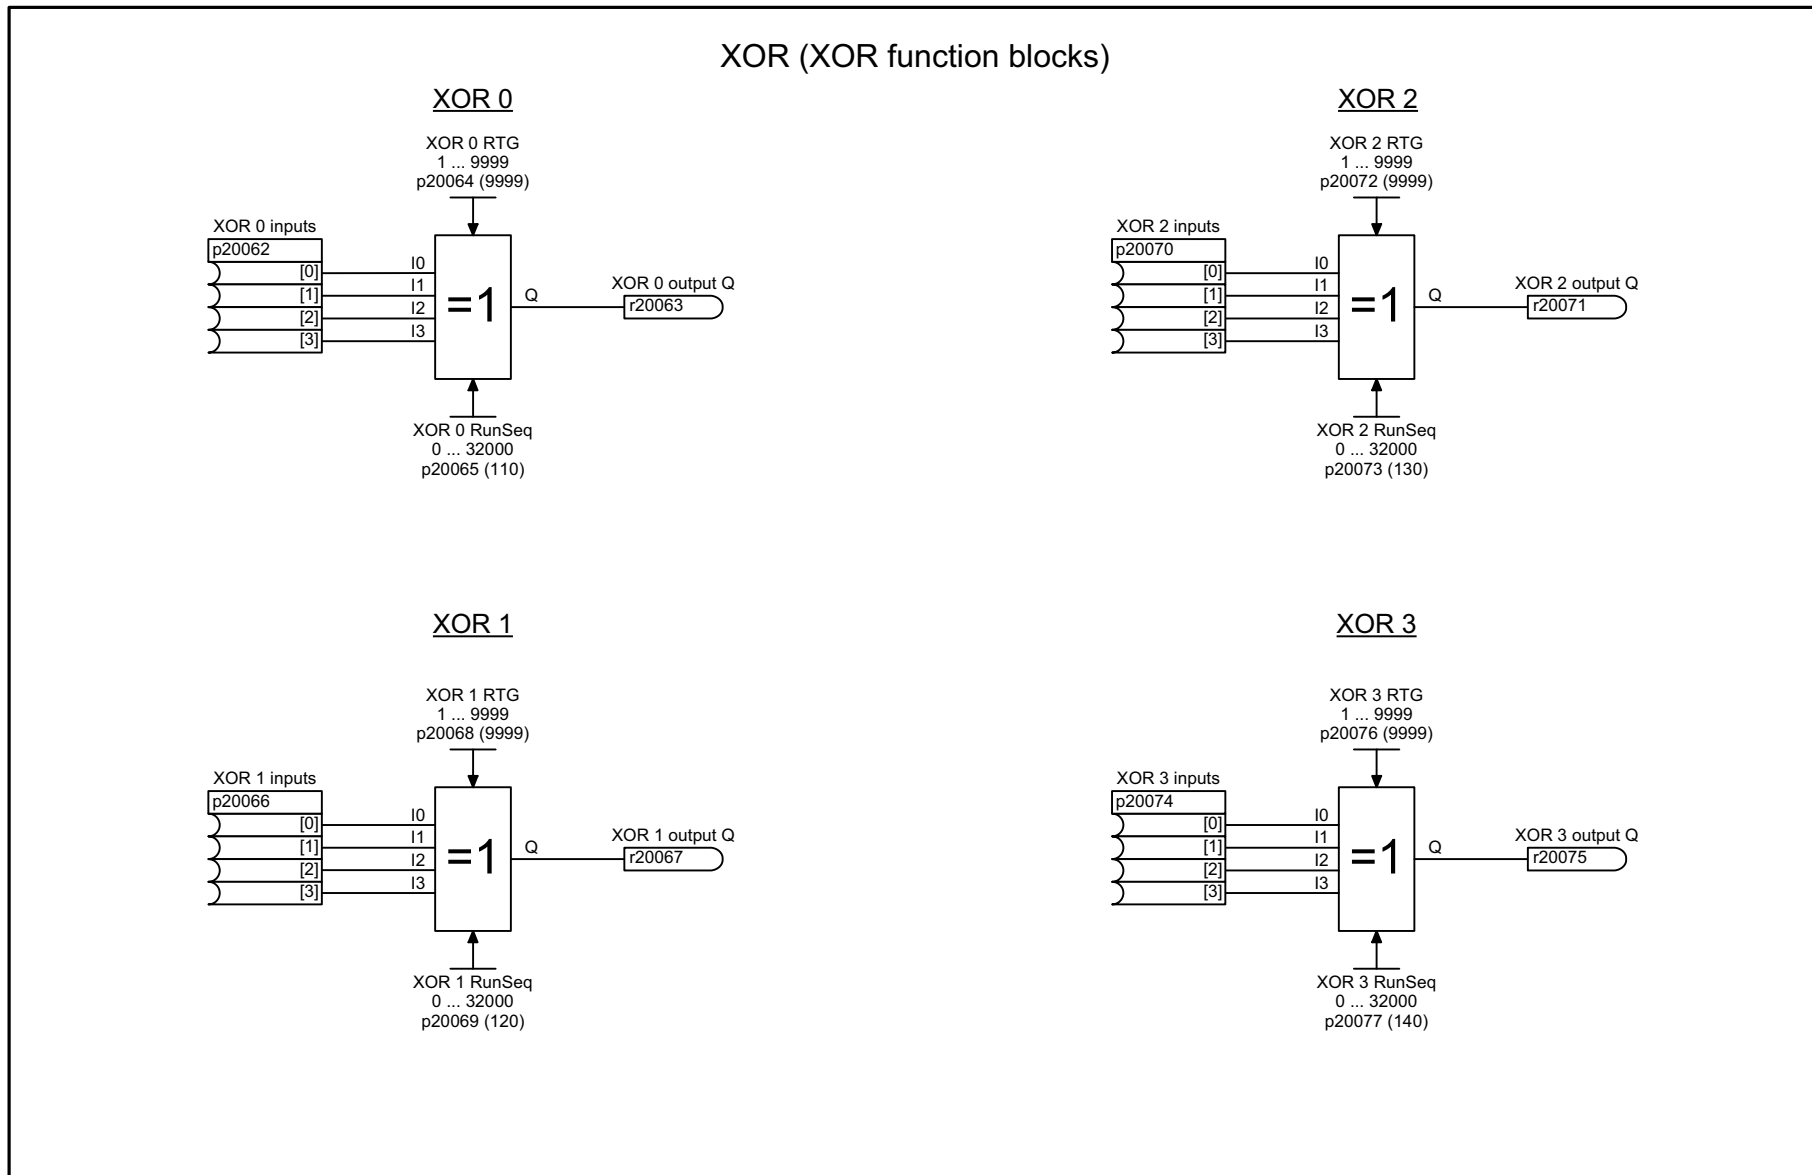 XOR (XOR function blocks)
XOR 0
XOR 0 RTG
1 ... 9999
p20064 (9999)
XOR 0 inputs
p20062
[0]
[1]
[2]
[3]
I0
I1
I2
I3
=1
Q
XOR 0 output Q
r20063
XOR 0 RunSeq
0 ... 32000
p20065 (110)
XOR 2
XOR 2 RTG
1 ... 9999
p20072 (9999)
XOR 2 inputs
p20070
[0]
[1]
[2]
[3]
I0
I1
I2
I3
=1
Q
XOR 2 output Q
r20071
XOR 2 RunSeq
0 ... 32000
p20073 (130)
XOR 1
XOR 1 RTG
1 ... 9999
p20068 (9999)
XOR 1 inputs
p20066
[0]
[1]
[2]
[3]
I0
I1
I2
I3
=1
Q
XOR 1 output Q
r20067
XOR 1 RunSeq
0 ... 32000
p20069 (120)
XOR 3
XOR 3 RTG
1 ... 9999
p20076 (9999)
XOR 3 inputs
p20074
[0]
[1]
[2]
[3]
I0
I1
I2
I3
=1
Q
XOR 3 output Q
r20075
XOR 3 RunSeq
0 ... 32000
p20077 (140)